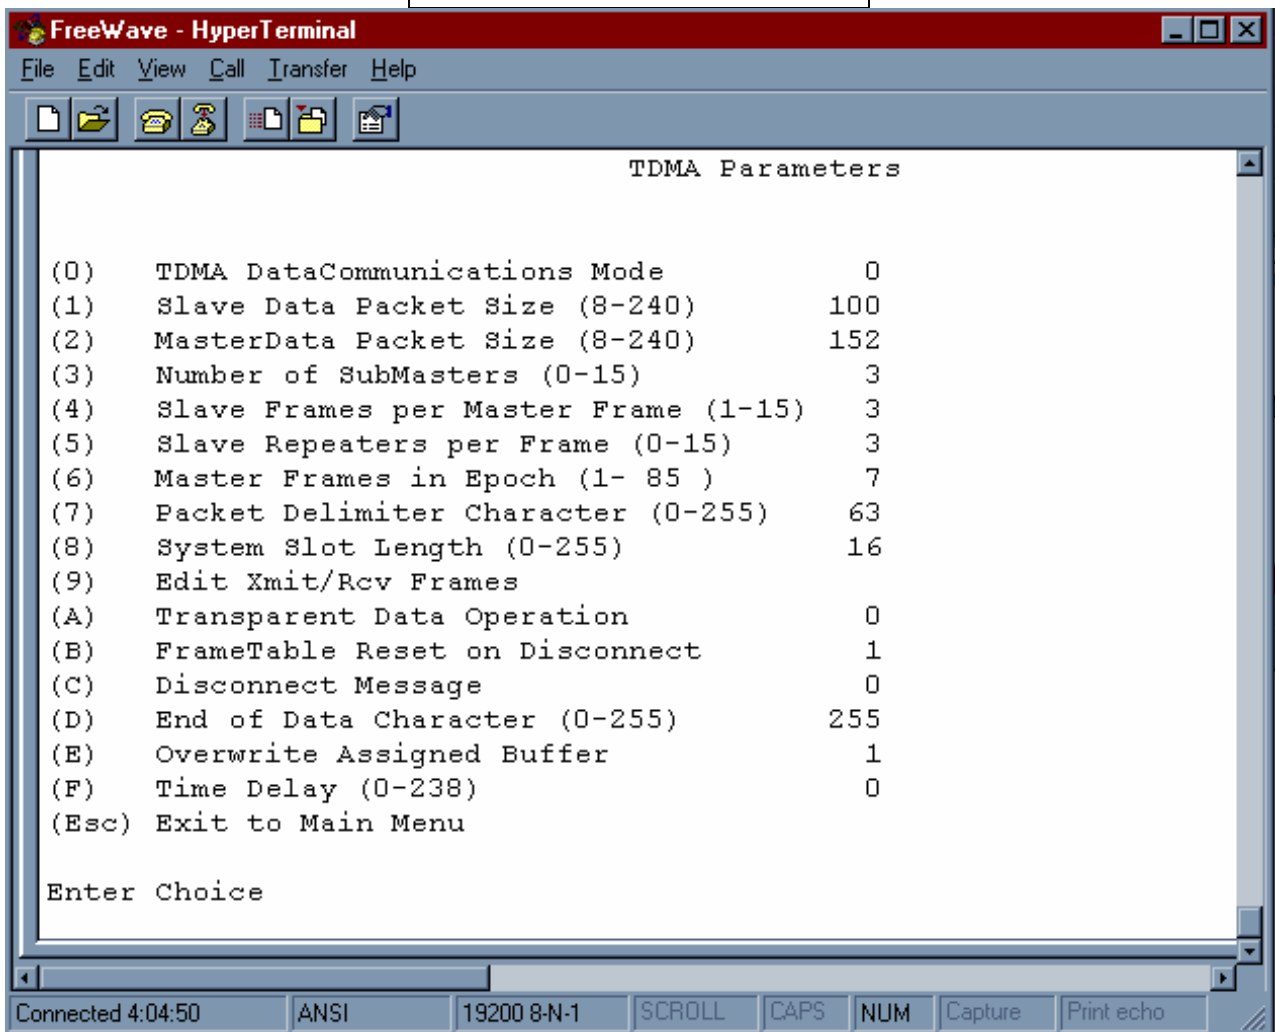 FreeWave - HyperTerminal
File Edit View Call Transfer Help
TDMA Parameters
(0) TDMA DataCommunications Mode 0
(1) Slave Data Packet Size (8-240) 100
(2) MasterData Packet Size (8-240) 152
(3) Number of SubMasters (0-15) 3
(4) Slave Frames per Master Frame (1-15) 3
(5) Slave Repeaters per Frame (0-15) 3
(6) Master Frames in Epoch (1- 85 ) 7
(7) Packet Delimiter Character (0-255) 63
(8) System Slot Length (0-255) 16
(9) Edit Xmit/Rcv Frames
(A) Transparent Data Operation 0
(B) FrameTable Reset on Disconnect 1
(C) Disconnect Message 0
(D) End of Data Character (0-255) 255
(E) Overwrite Assigned Buffer 1
(F) Time Delay (0-238) 0
(Esc) Exit to Main Menu
Enter Choice
Connected 4:04:50 ANSI 19200 8-N-1 SCROLL CAPS NUM Capture Print echo